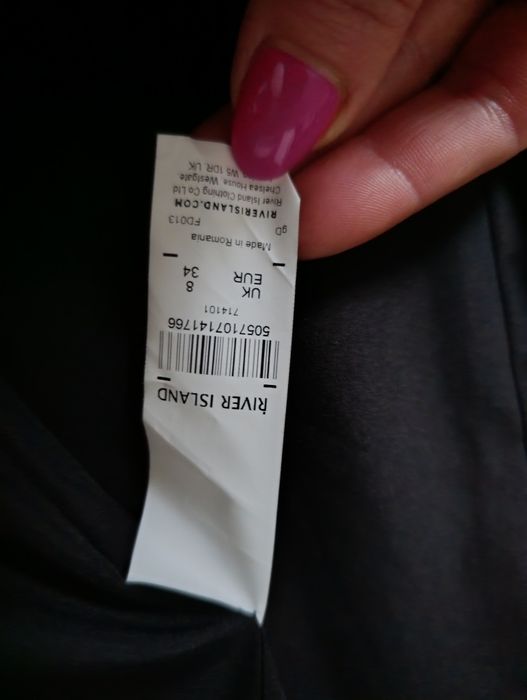 RIVER ISLAND
5057107141766
714101
UK 8
EUR 34
Made in Romania
gD FD013
RIVERISLAND.COM
River Island Clothing Co Ltd
Chelsea House Westgate
W5 1DR. UK